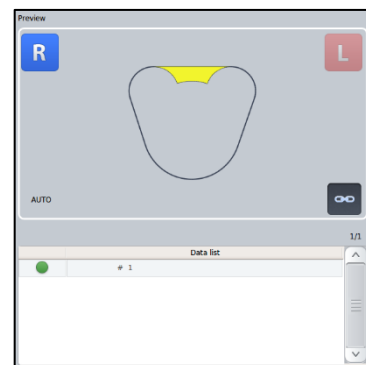 Preview
R
L
AUTO
1/1
Data list
# 1